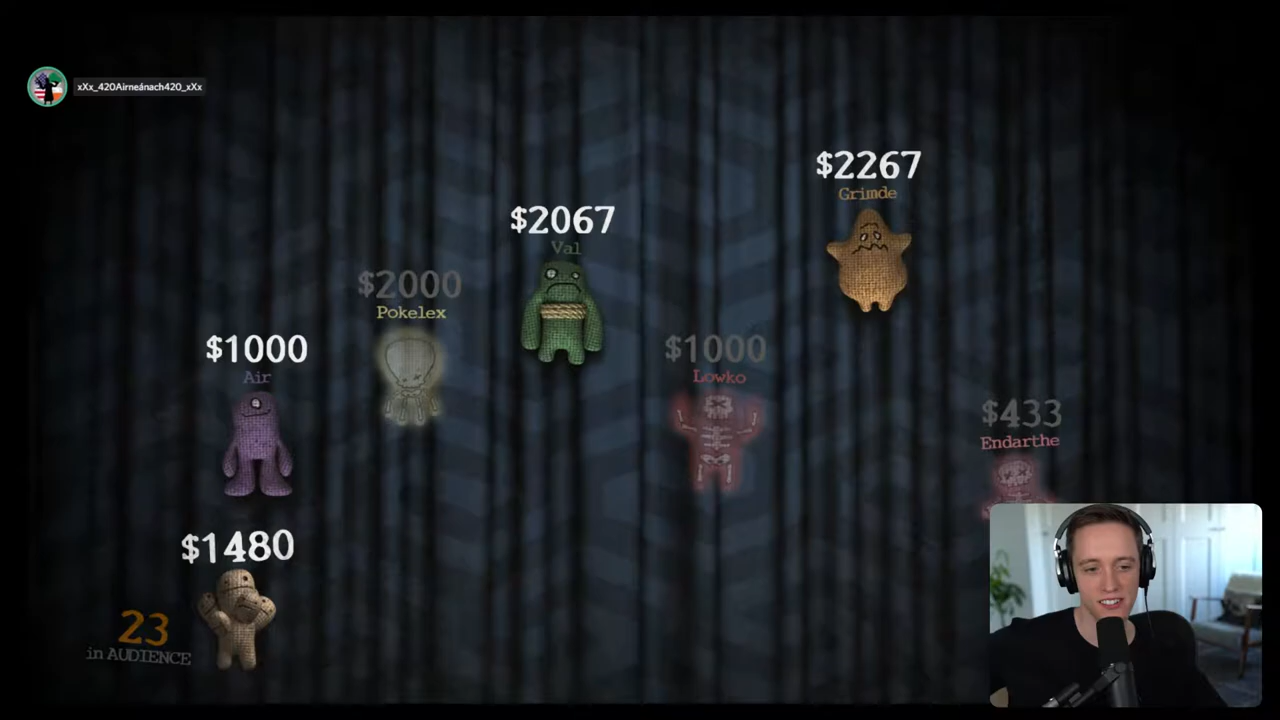 xXx_420Airneánach420_xXx
$2267
Grimde
$2067
Val
$2000
Pokelex
$1000
Air
$1000
Lowko
$433
Endarthe
$1480
23
in AUDIENCE